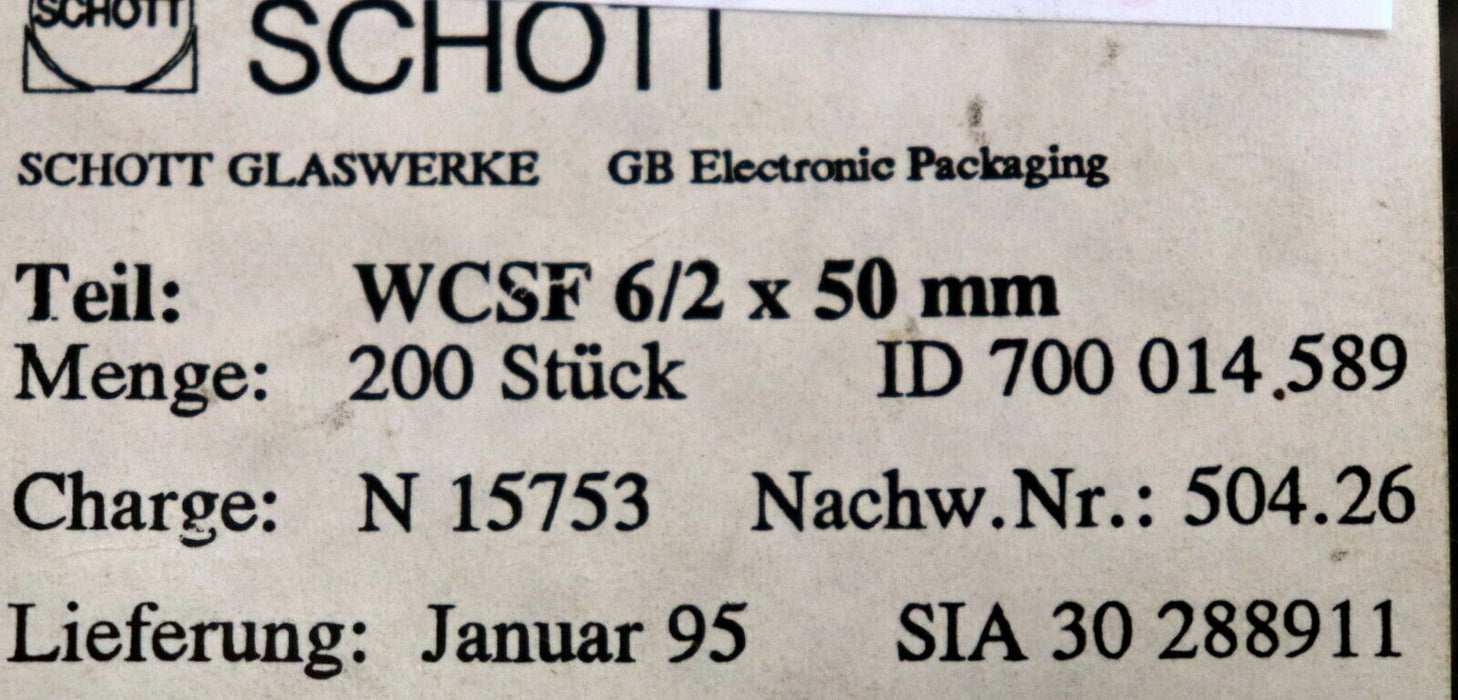 SCHOTT SCHOTT
SCHOTT GLASWERKE GB Electronic Packaging
Teil: WCSF 6/2 x 50 mm
Menge: 200 Stück ID 700 014.589
Charge: N 15753 Nachw.Nr.: 504.26
Lieferung: Januar 95 SIA 30 288911